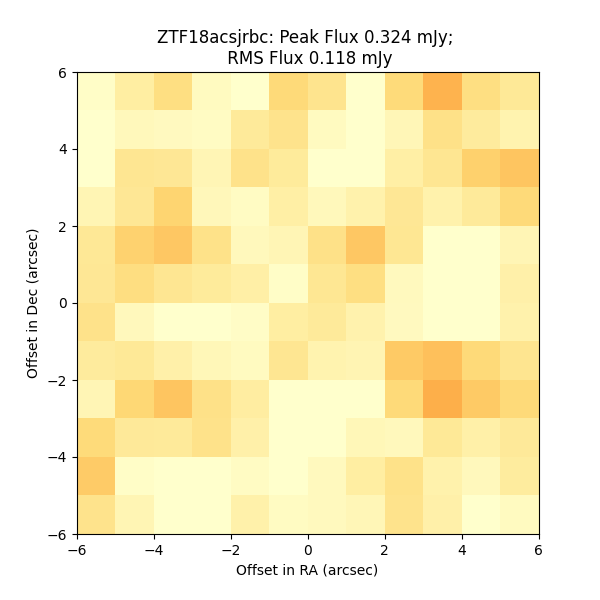 ZTF18acsjrbc: Peak Flux 0.324 mJy;
RMS Flux 0.118 mJy
6
4
2
0
−2
−4
−6
Offset in Dec (arcsec)
−6 −4 −2 0 2 4 6
Offset in RA (arcsec)